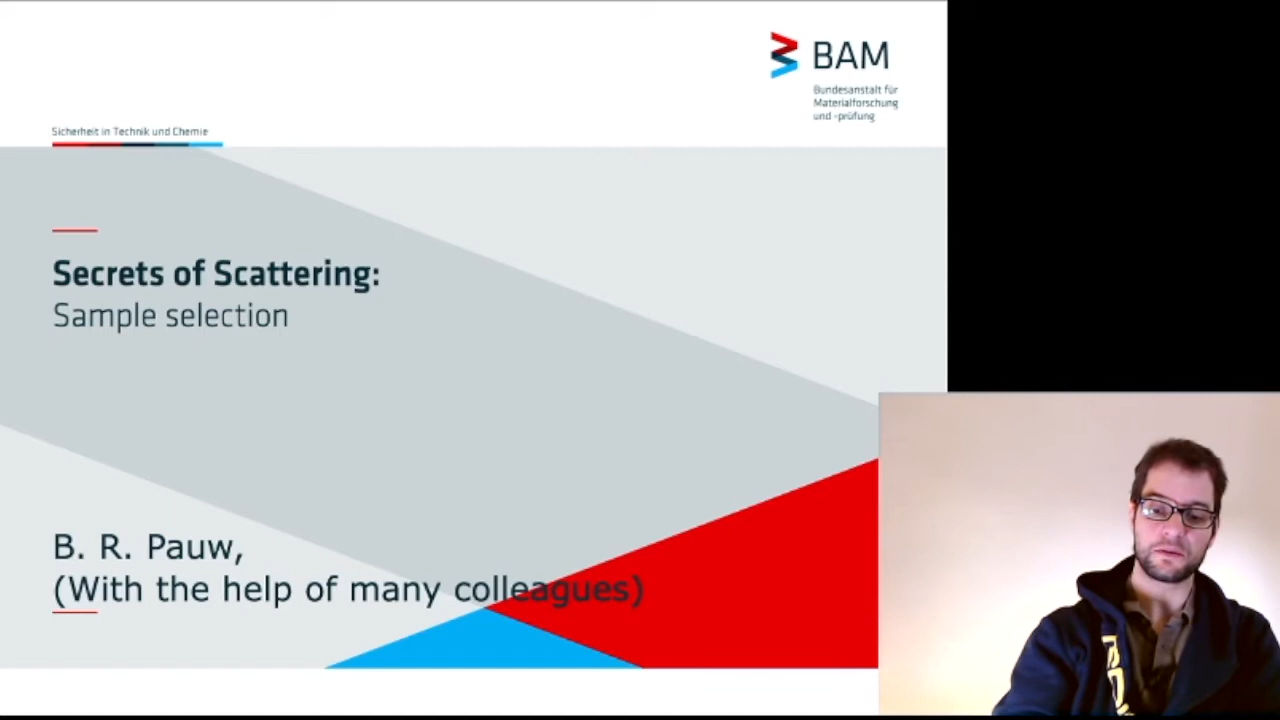 BAM
Bundesanstalt für
Materialforschung
und -prüfung
Sicherheit in Technik und Chemie
Secrets of Scattering:
Sample selection
B. R. Pauw,
(With the help of many colleagues)